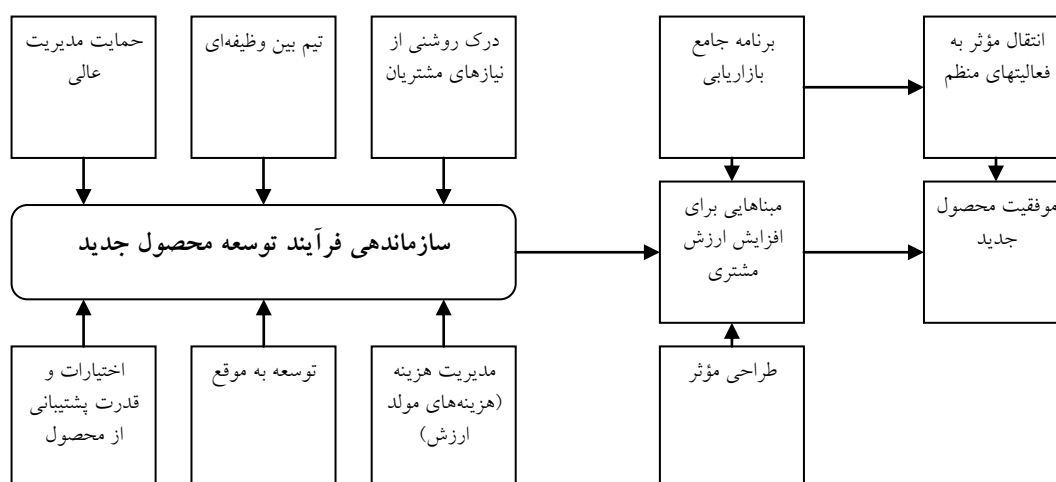 انتقال مؤثر به
فعالیتهای منظم
برنامه جامع
بازاریابی
درک روشنی از
نیازهای مشتریان
تیم بین وظیفه‌ای
حمایت مدیریت
عالی
موفقیت محصول
جدید
مبناهایی برای
افزایش ارزش
مشتری
سازماندهی فرآیند توسعه محصول جدید
طراحی مؤثر
مدیریت هزینه
(هزینه‌های مولد
ارزش)
توسعه به موقع
اختیارات و
قدرت پشتیبانی
از محصول